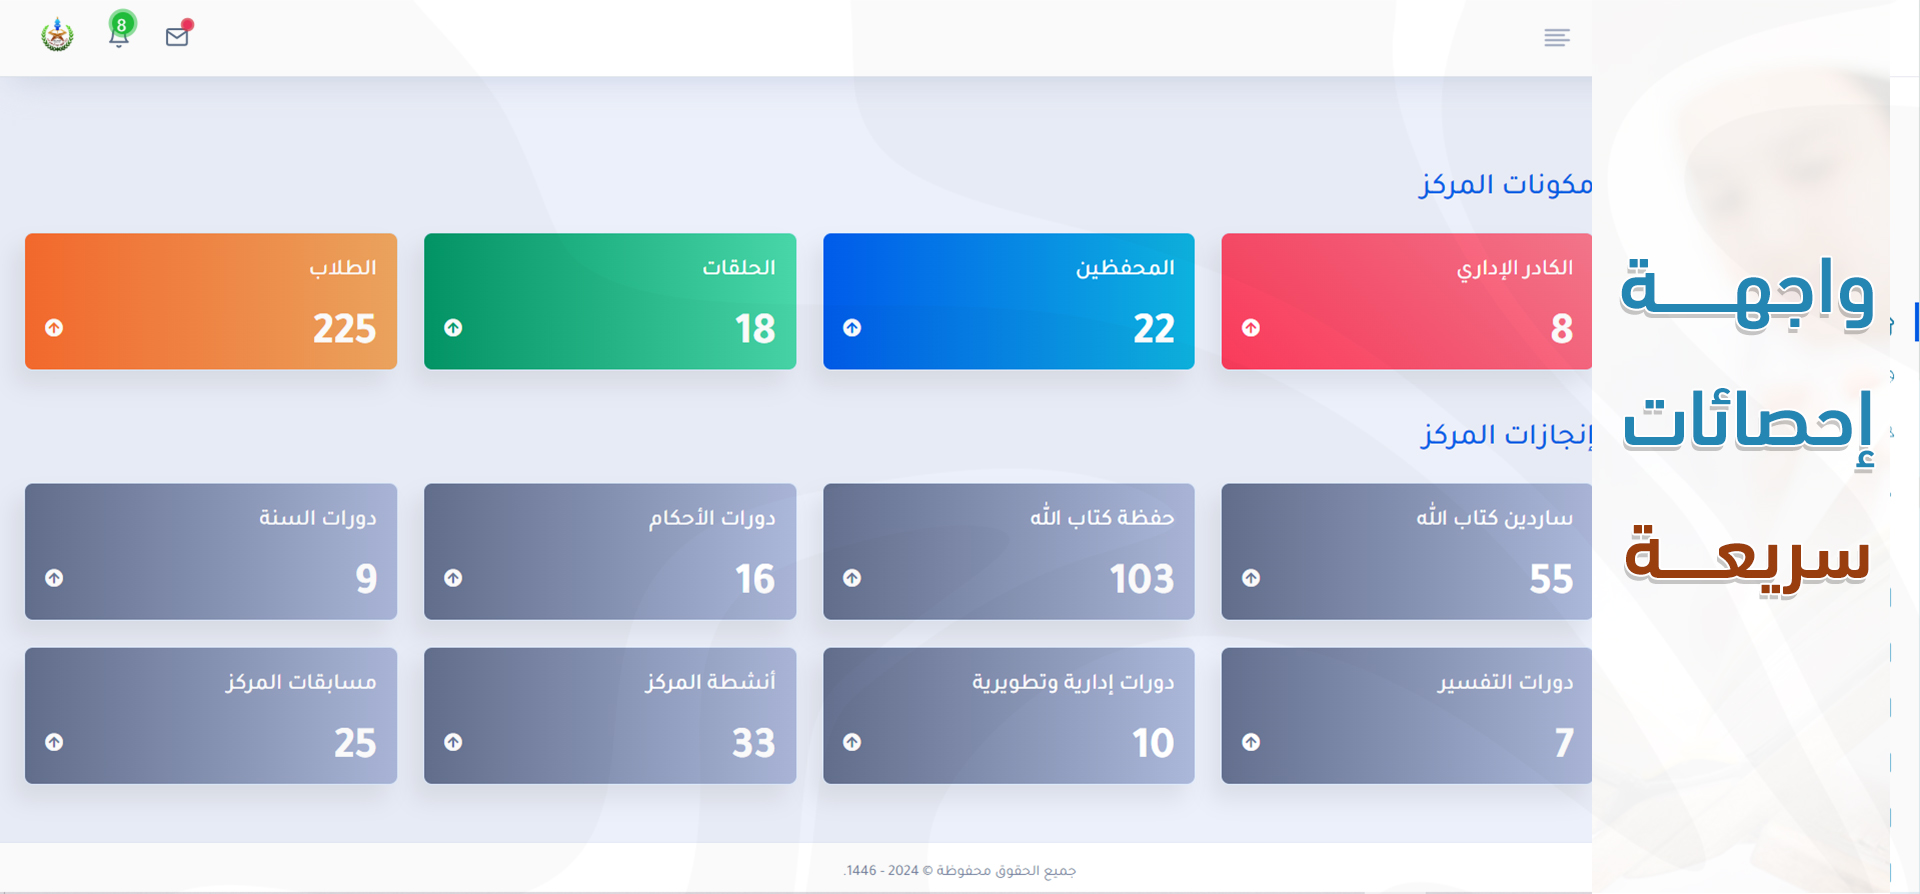 8
مكونات المركز
الكادر الإداري
8
المحفظين
22
الحلقات
18
الطلاب
225
إنجازات المركز
ساردين كتاب الله
55
حفظة كتاب الله
103
دورات الأحكام
16
دورات السنة
9
دورات التفسير
7
دورات إدارية وتطويرية
10
أنشطة المركز
33
مسابقات المركز
25
جميع الحقوق محفوظة © 2024 - 1446.
واجهـــة
إحصائات
سريعـــة